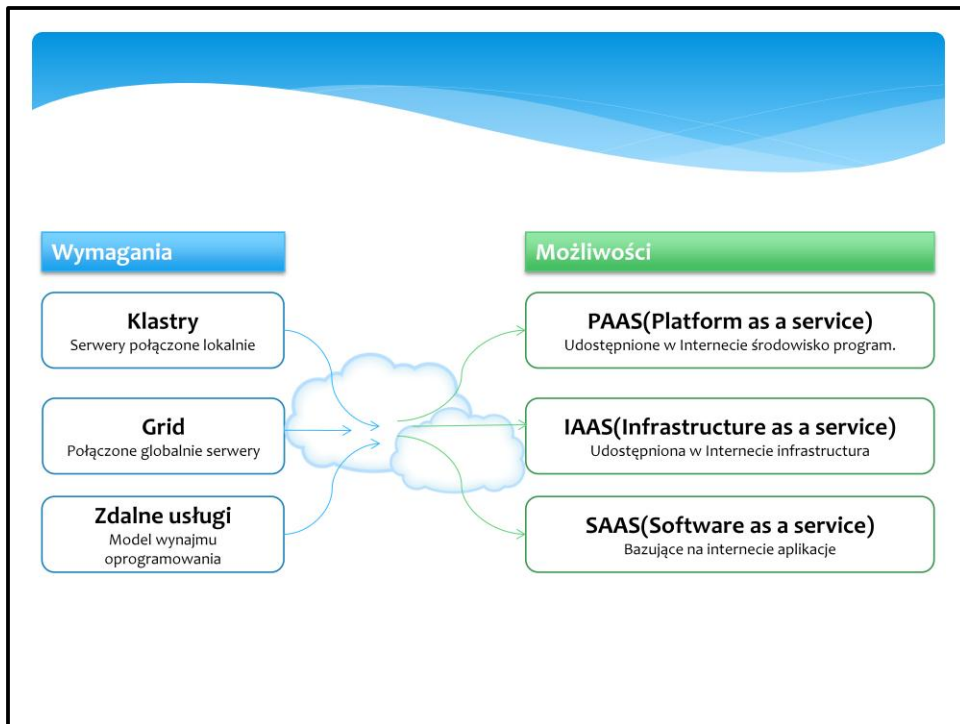 Wymagania
Klastry
Serwery połączone lokalnie
Grid
Połączone globalnie serwery
Zdalne usługi
Model wynajmu
oprogramowania
Możliwości
PAAS(Platform as a service)
Udostępnione w Internecie środowisko program.
IAAS(Infrastructure as a service)
Udostępniona w Internecie infrastructura
SAAS(Software as a service)
Bazujące na internecie aplikacje